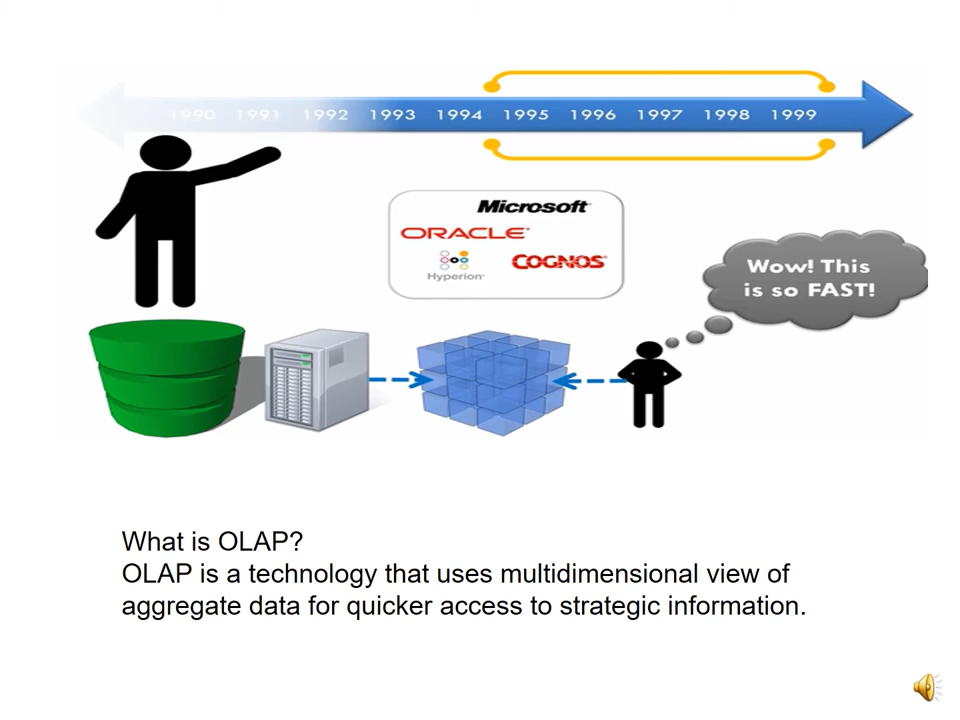 1990 1991 1992 1993 1994 1995 1996 1997 1998 1999
Microsoft
ORACLE
Hyperion
COGNOS
Wow! This
is so FAST!
What is OLAP?
OLAP is a technology that uses multidimensional view of
aggregate data for quicker access to strategic information.